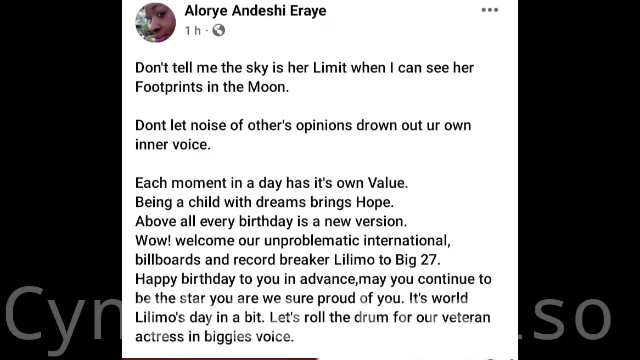 Alorye Andeshi Eraye
1 h ·
Don't tell me the sky is her Limit when I can see her
Footprints in the Moon.
Dont let noise of other's opinions drown out ur own
inner voice.
Each moment in a day has it's own Value.
Being a child with dreams brings Hope.
Above all every birthday is a new version.
Wow! welcome our unproblematic international,
billboards and record breaker Lilimo to Big 27.
Happy birthday to you in advance,may you continue to
be the star you are we sure proud of you. It's world
Lilimo's day in a bit. Let's roll the drum for our veteran
actress in biggies voice.